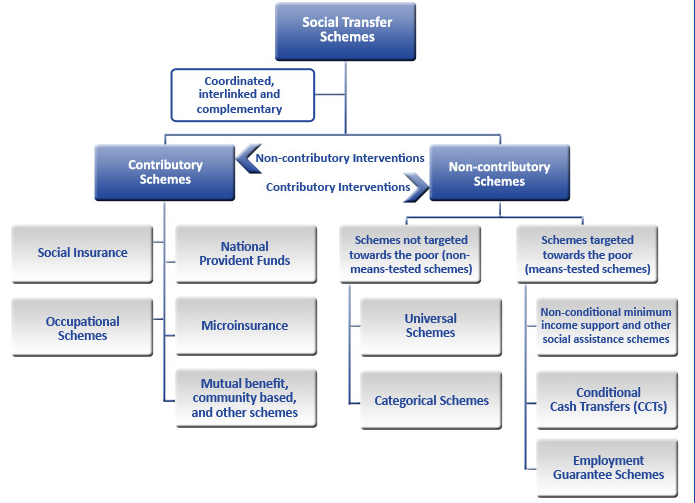 Social Transfer
Schemes
Coordinated,
interlinked and
complementary
Contributory
Schemes
Non-contributory Interventions
Contributory Interventions
Non-contributory
Schemes
Social Insurance
National
Provident Funds
Schemes not targeted
towards the poor (non-
means-tested schemes)
Schemes targeted
towards the poor
(means-tested schemes)
Occupational
Schemes
Microinsurance
Universal
Schemes
Non-conditional minimum
income support and other
social assistance schemes
Mutual benefit,
community based,
and other schemes
Categorical Schemes
Conditional
Cash Transfers (CCTs)
Employment
Guarantee Schemes